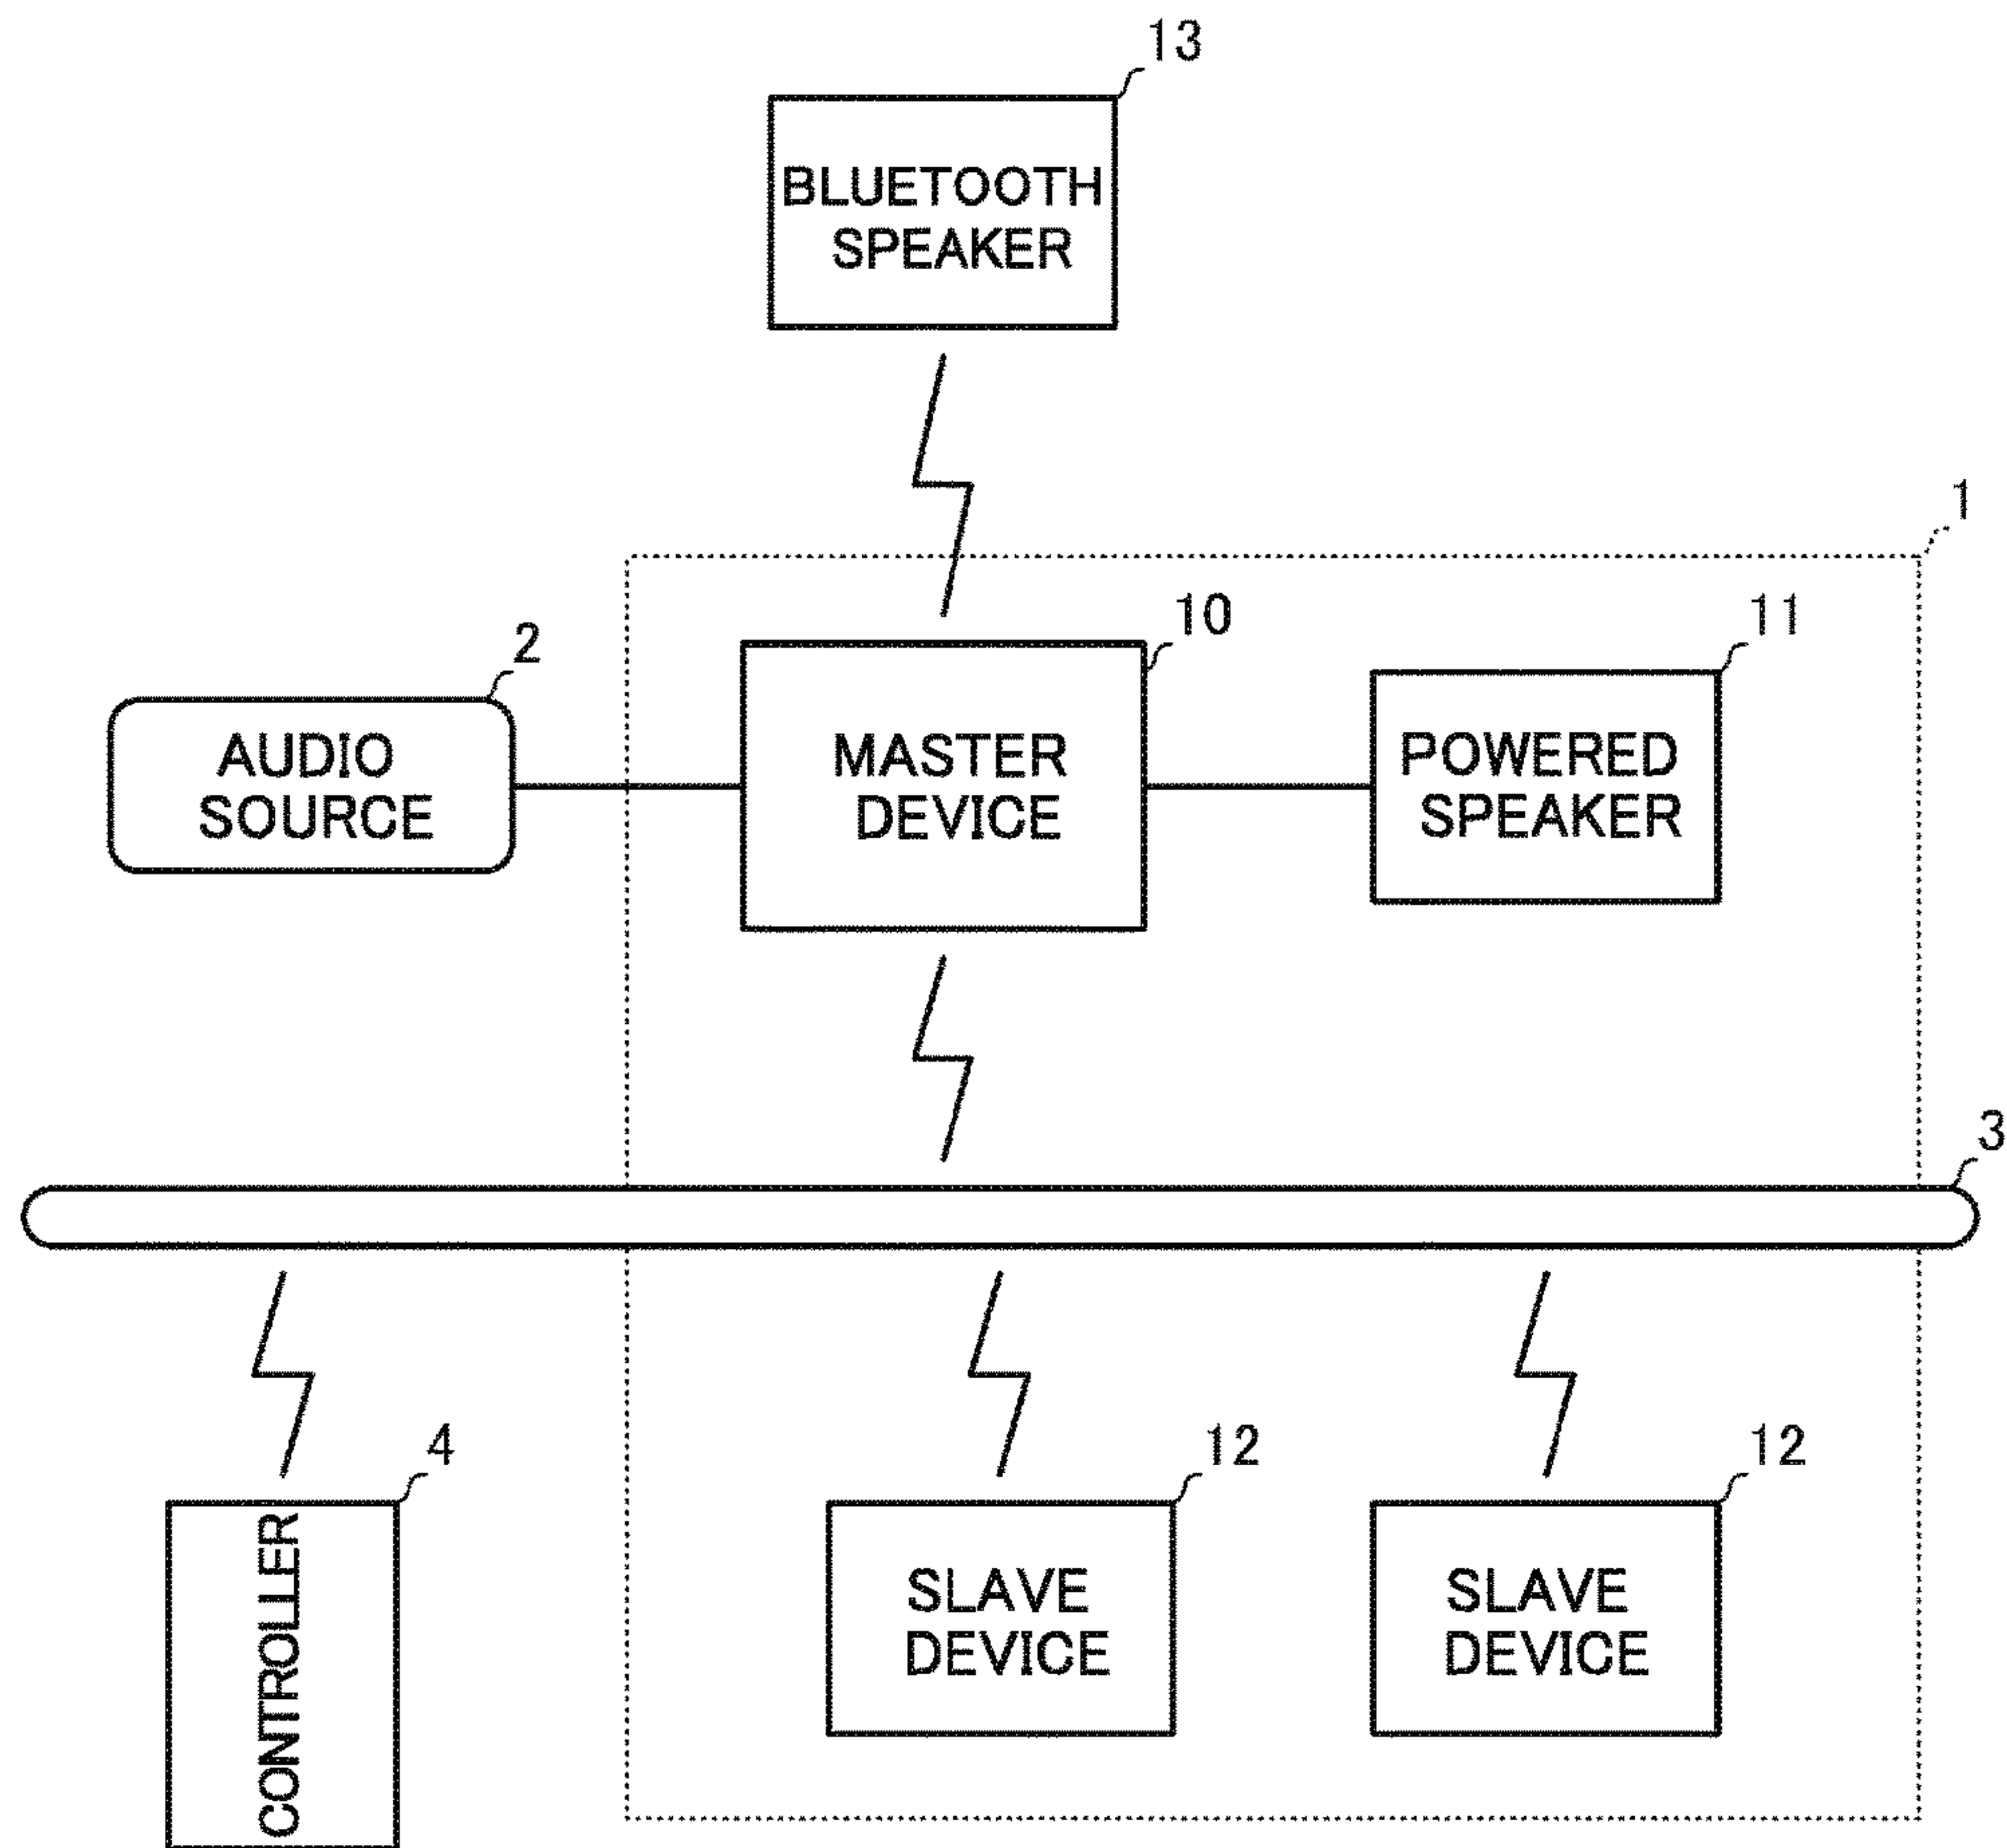 13
BLUETOOTH
SPEAKER
1
2
10
11
AUDIO
SOURCE
MASTER
DEVICE
POWERED
SPEAKER
3
4
12
12
CONTROLLER
SLAVE
DEVICE
SLAVE
DEVICE